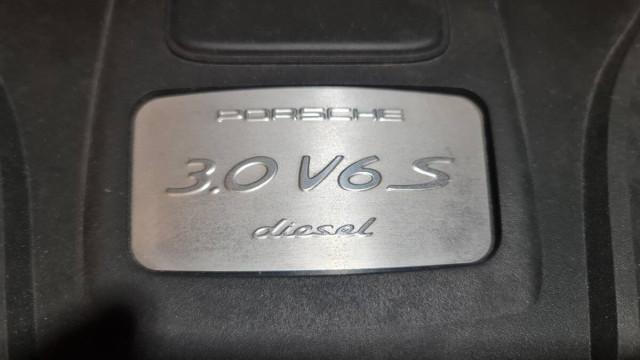 PORSCHE
3.0 V6 S
diesel